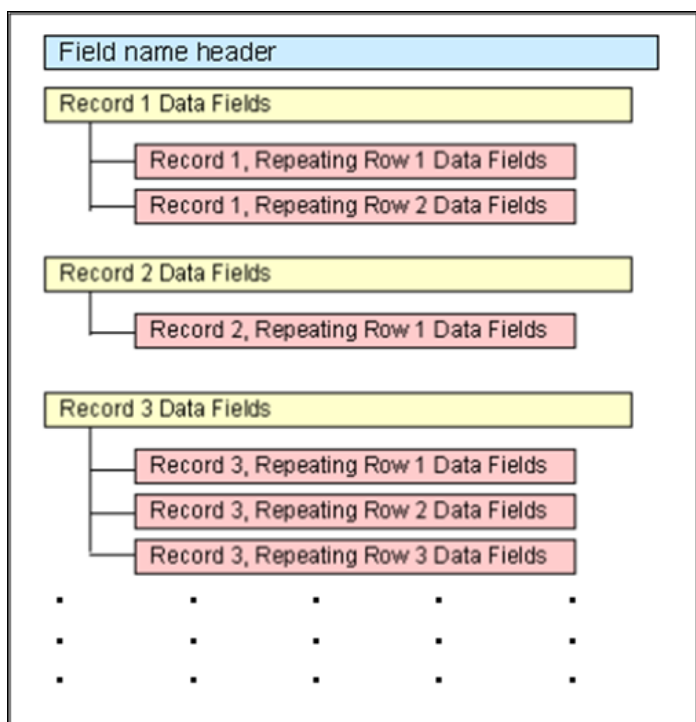 Field name header
Record 1 Data Fields
Record 1, Repeating Row 1 Data Fields
Record 1, Repeating Row 2 Data Fields
Record 2 Data Fields
Record 2, Repeating Row 1 Data Fields
Record 3 Data Fields
Record 3, Repeating Row 1 Data Fields
Record 3, Repeating Row 2 Data Fields
Record 3, Repeating Row 3 Data Fields